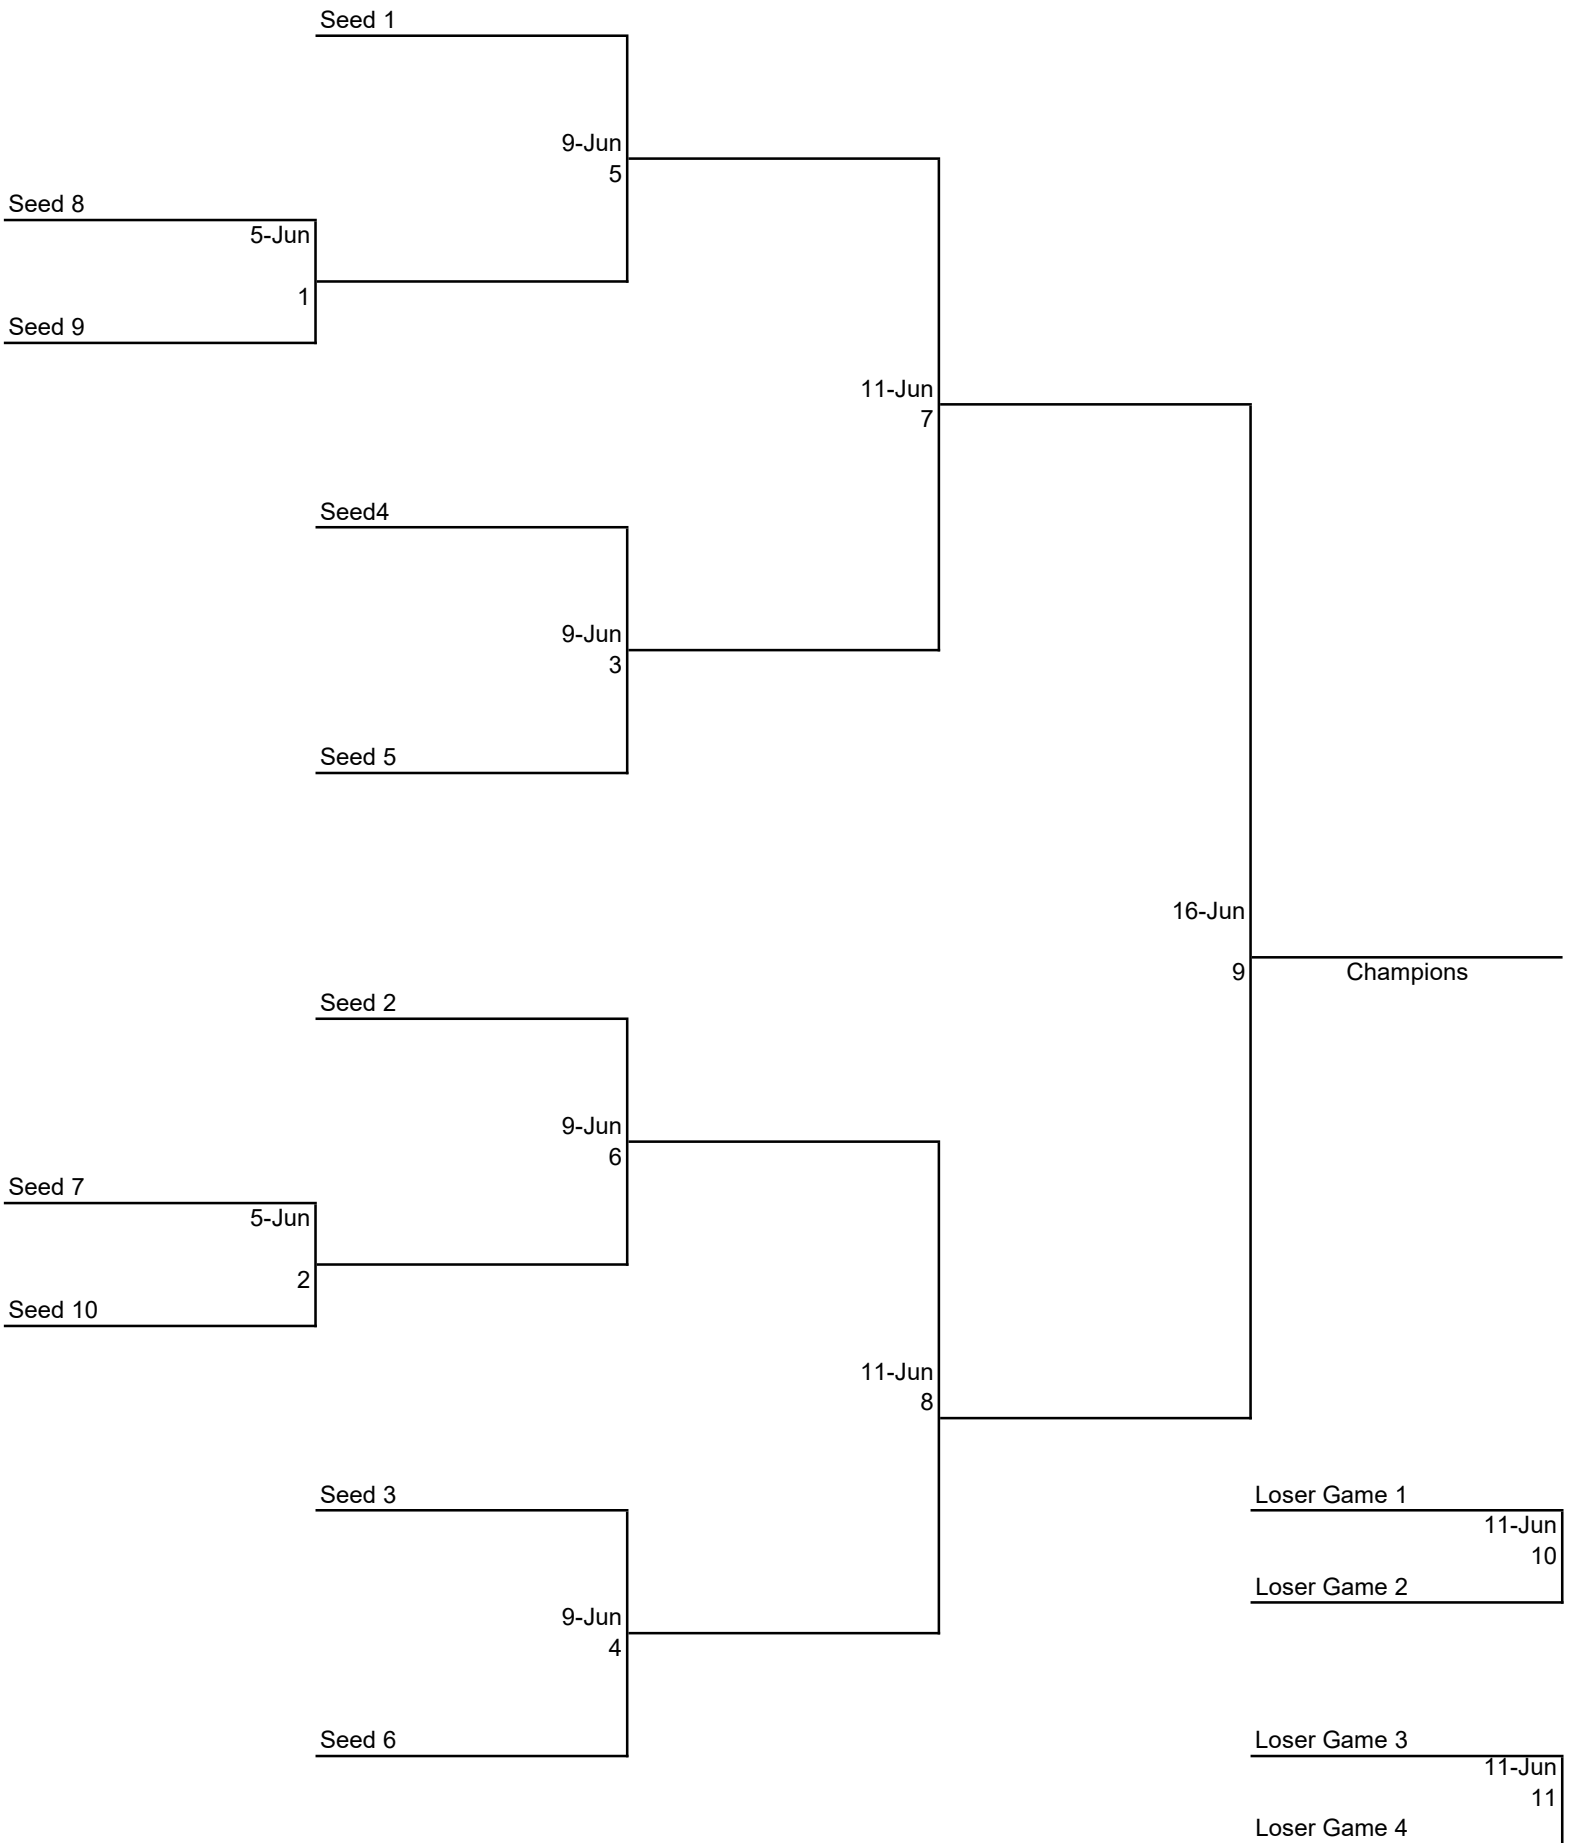 Seed 1
9-Jun
5
Seed 8
5-Jun
1
Seed 9
11-Jun
7
Seed4
9-Jun
3
Seed 5
16-Jun
9
Champions
Seed 2
9-Jun
6
Seed 7
5-Jun
2
Seed 10
11-Jun
8
Seed 3
9-Jun
4
Seed 6
Loser Game 1
11-Jun
10
Loser Game 2
Loser Game 3
11-Jun
11
Loser Game 4